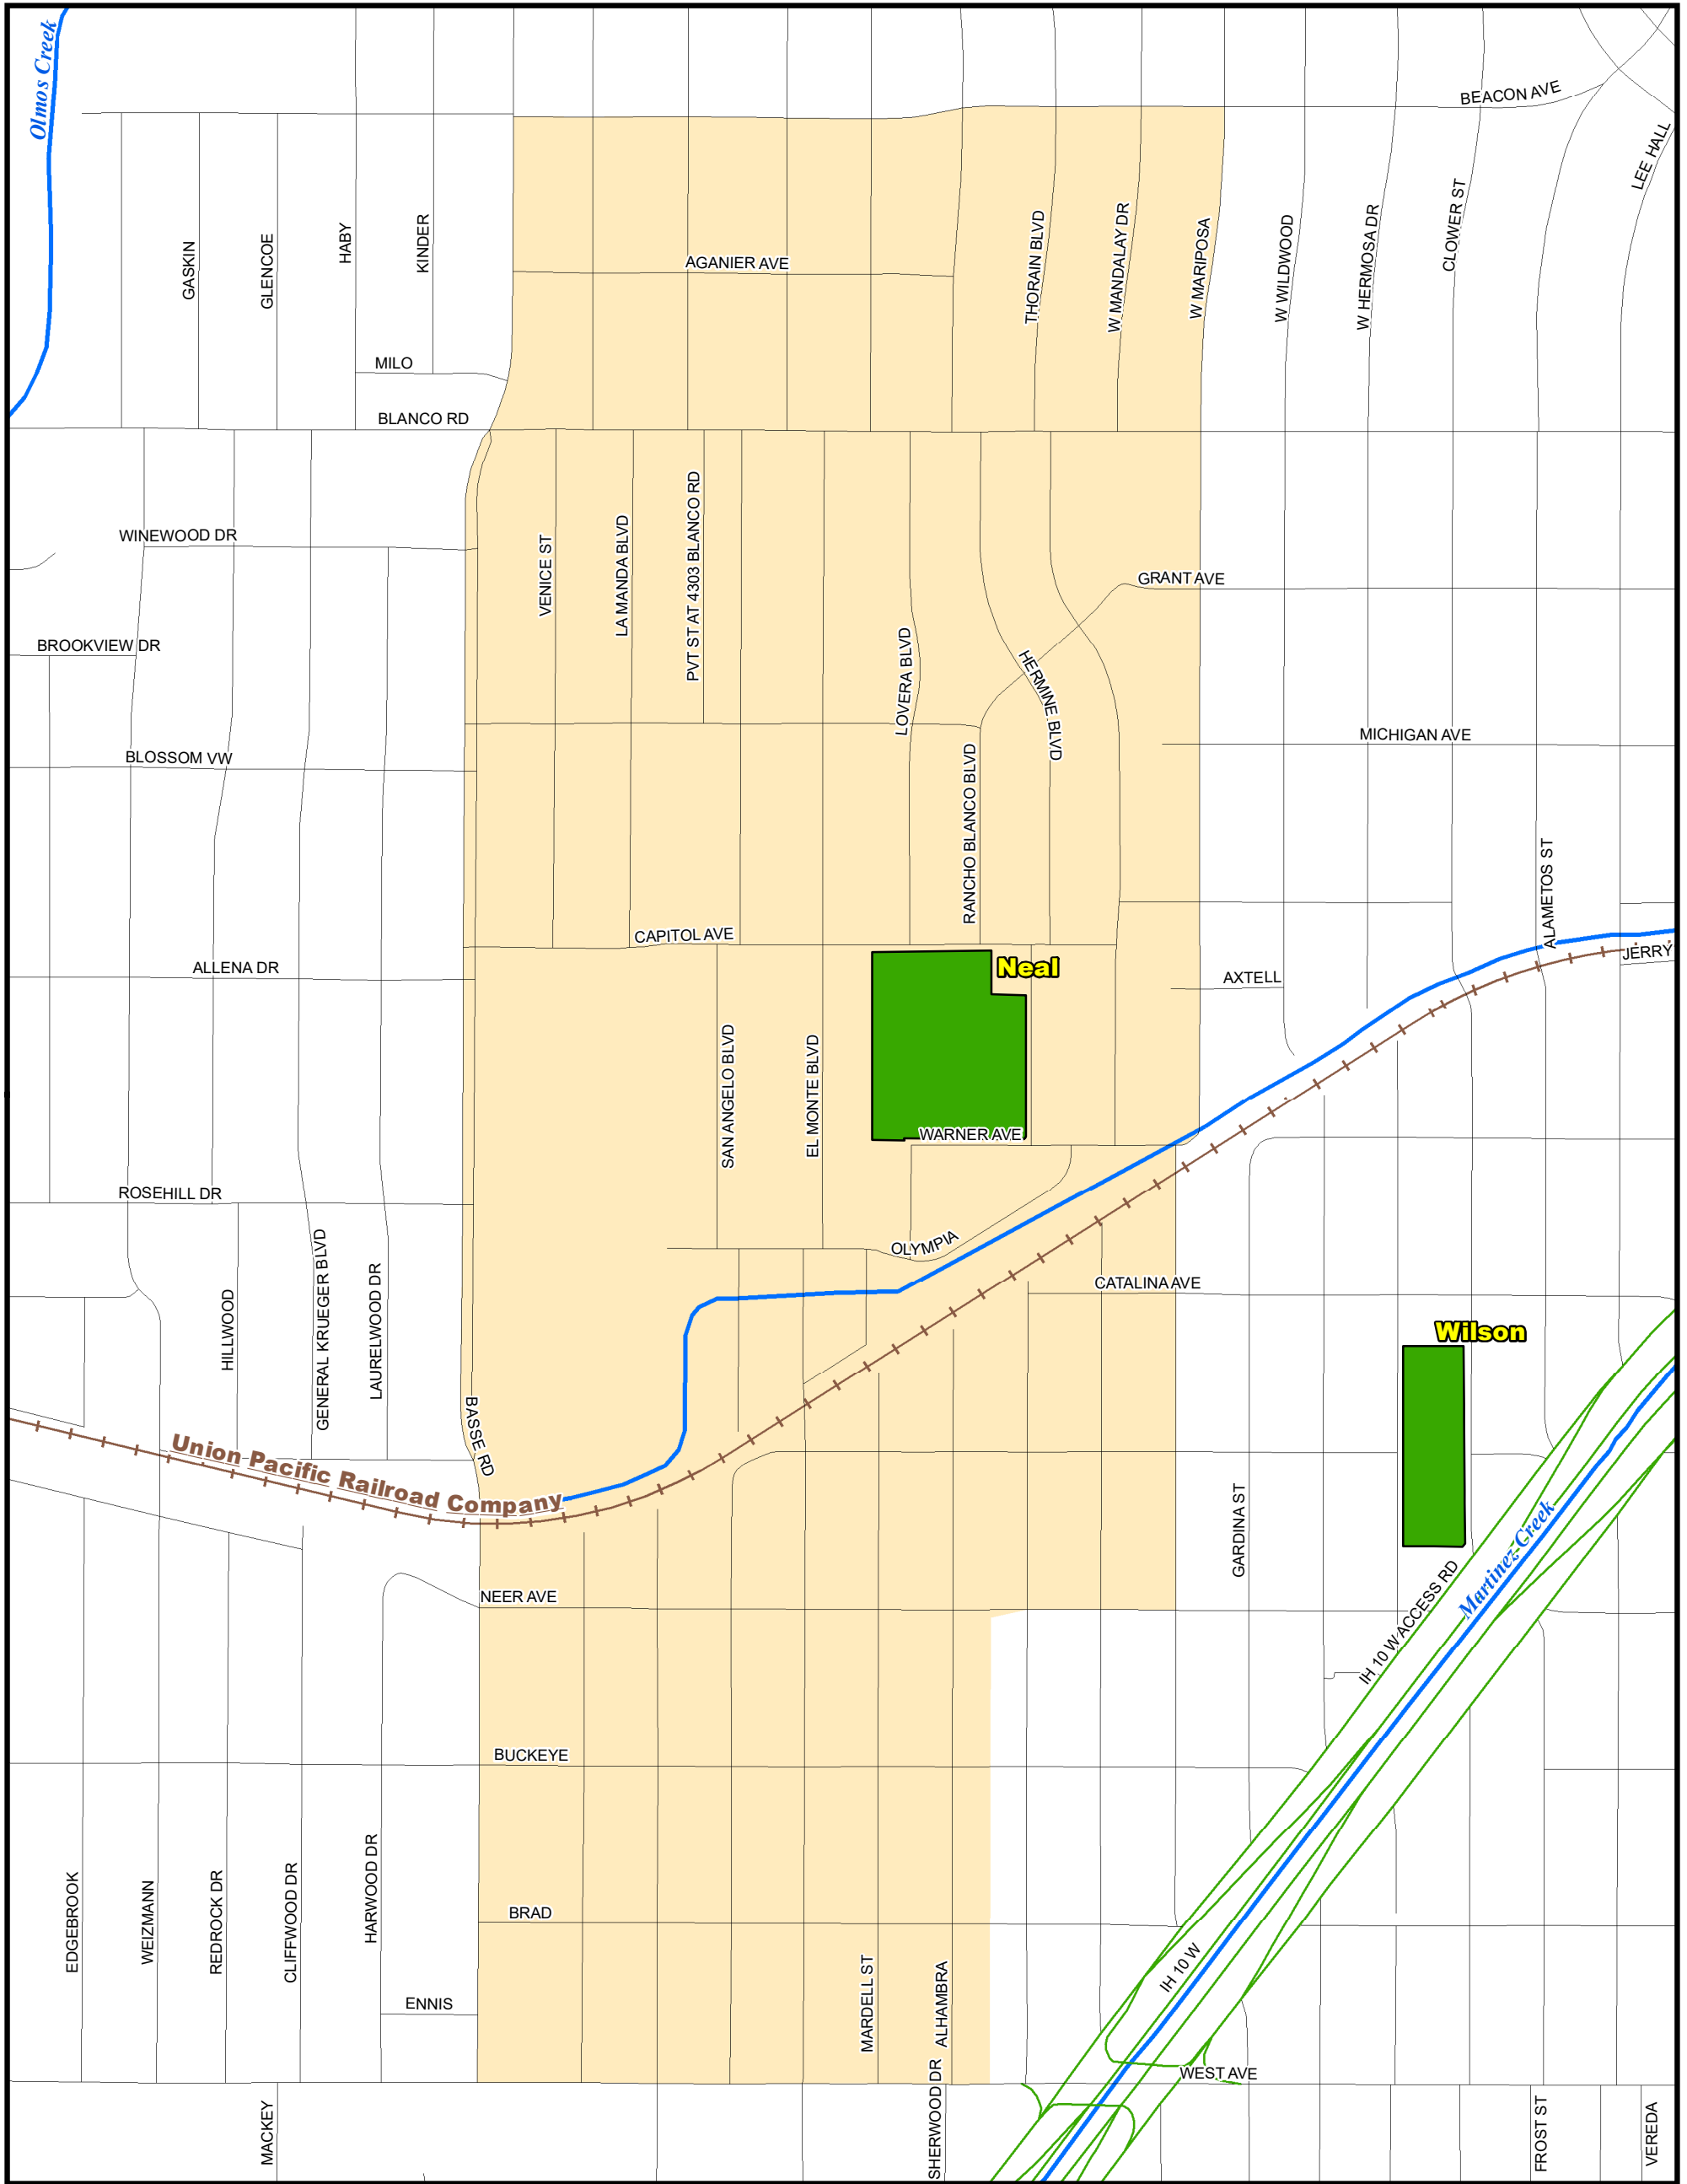 Olmos Creek
BEACON AVE
LEE HALL
GASKIN
GLENCOE
HABY
KINDER
AGANIER AVE
THORAIN BLVD
W MANDALAY DR
W MARIPOSA
W WILDWOOD
W HERMOSA DR
CLOWER ST
MILO
BLANCO RD
WINEWOOD DR
VENICE ST
LA MANDA BLVD
PVT ST AT 4303 BLANCO RD
GRANT AVE
BROOKVIEW DR
LOVERA BLVD
HERMINE BLVD
BLOSSOM VW
RANCHO BLANCO BLVD
MICHIGAN AVE
ALAMETOS ST
CAPITOL AVE
ALLENA DR
Neal
AXTELL
JERRY
SAN ANGELO BLVD
EL MONTE BLVD
WARNER AVE
ROSEHILL DR
OLYMPIA
HILLWOOD
GENERAL KRUEGER BLVD
LAURELWOOD DR
CATALINA AVE
Wilson
BASSE RD
Union Pacific Railroad Company
GARDINA ST
Martinez Creek
IH 10 W ACCESS RD
NEER AVE
BUCKEYE
EDGEBROOK
WEIZMANN
REDROCK DR
CLIFFWOOD DR
HARWOOD DR
BRAD
IH 10 W
ENNIS
MARDELL ST
ALHAMBRA
WEST AVE
MACKEY
SHERWOOD DR
FROST ST
VEREDA